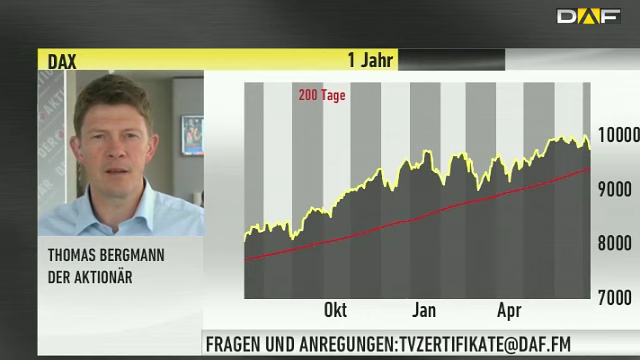 DAF
DAX
1 Jahr
200 Tage
10000
9000
8000
7000
Okt Jan Apr
THOMAS BERGMANN
DER AKTIONÄR
FRAGEN UND ANREGUNGEN:TVZERTIFIKATE@DAF.FM